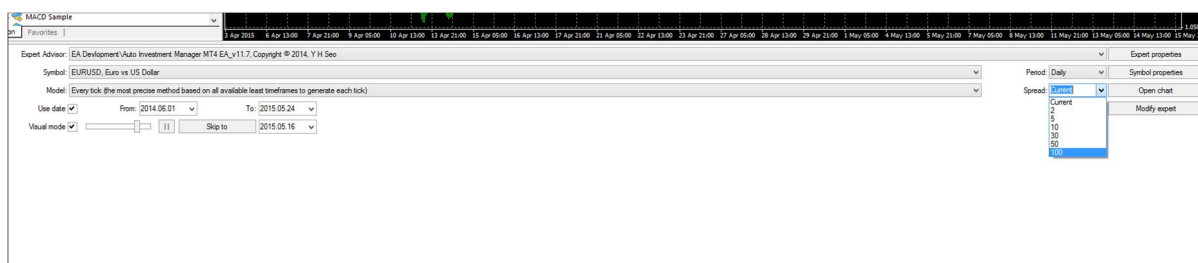 MACD Sample
on Favorites
1.050
3 Apr 2015 6 Apr 13:00 7 Apr 21:00 9 Apr 05:00 10 Apr 13:00 13 Apr 21:00 15 Apr 05:00 16 Apr 13:00 17 Apr 21:00 21 Apr 05:00 22 Apr 13:00 23 Apr 21:00 27 Apr 05:00 28 Apr 13:00 29 Apr 21:00 1 May 05:00 4 May 13:00 5 May 21:00 7 May 05:00 8 May 13:00 11 May 21:00 13 May 05:00 14 May 13:00 15 May
Expert Advisor: EA Devlopment\Auto Investment Manager MT4 EA_v11.7, Copyright © 2014, Y H Seo Expert properties
Symbol: EURUSD, Euro vs US Dollar Period: Daily Symbol properties
Model: Every tick (the most precise method based on all available least timeframes to generate each tick) Spread: Current Open chart
Use date From: 2014.06.01 To: 2015.05.24 Current Modify expert
2
5
Visual mode Skip to 2015.05.16 10
30
50
100